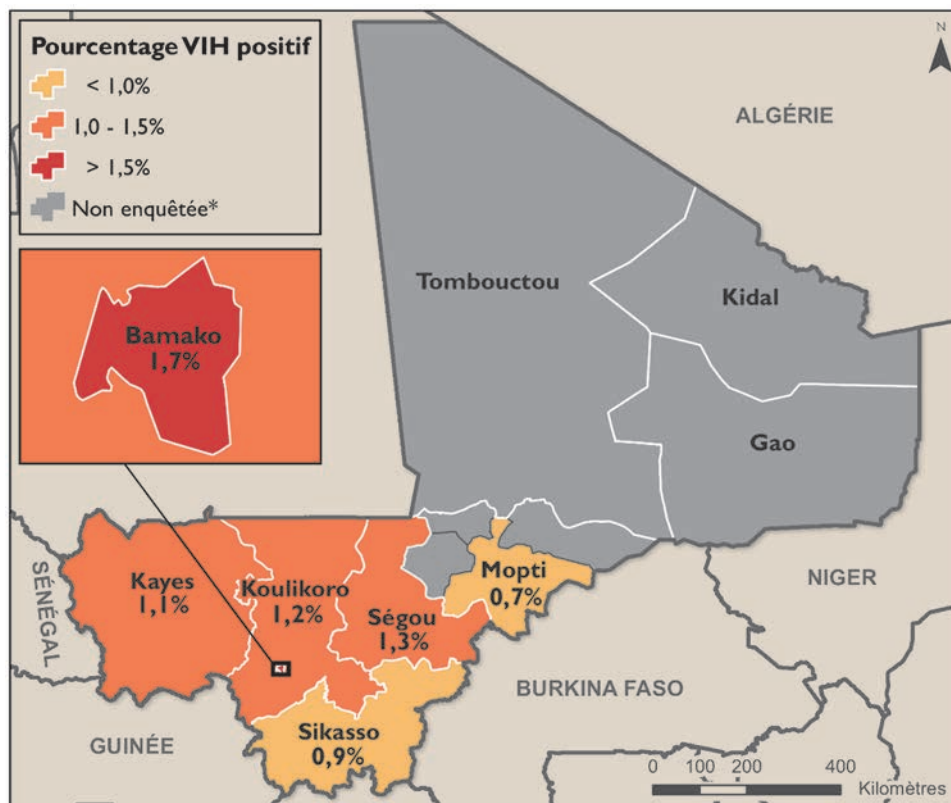 Pourcentage VIH positif
< 1,0%
1,0 - 1,5%
> 1,5%
Non enquêtée*
N
ALGÉRIE
Bamako
1,7%
Tombouctou
Kidal
Gao
SÉNÉGAL
Kayes
1,1%
Koulikoro
1,2%
Ségou
1,3%
Mopti
0,7%
NIGER
BURKINA FASO
GUINÉE
Sikasso
0,9%
0 100 200 400
Kilomètres